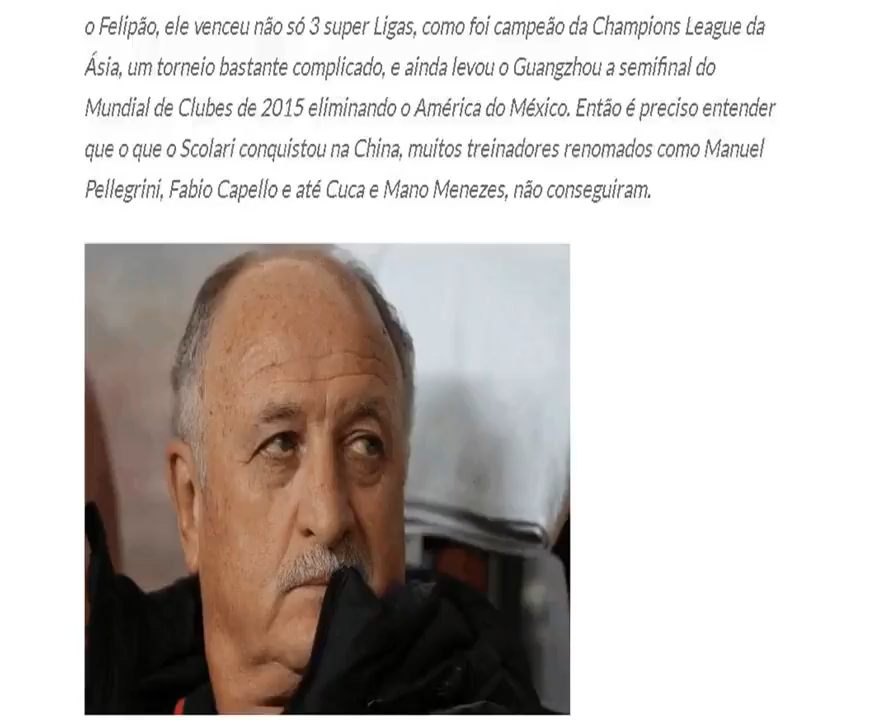 o Felipão, ele venceu não só 3 super Ligas, como foi campeão da Champions League da
Ásia, um torneio bastante complicado, e ainda levou o Guangzhou a semifinal do
Mundial de Clubes de 2015 eliminando o América do México. Então é preciso entender
que o que o Scolari conquistou na China, muitos treinadores renomados como Manuel
Pellegrini, Fabio Capello e até Cuca e Mano Menezes, não conseguiram.